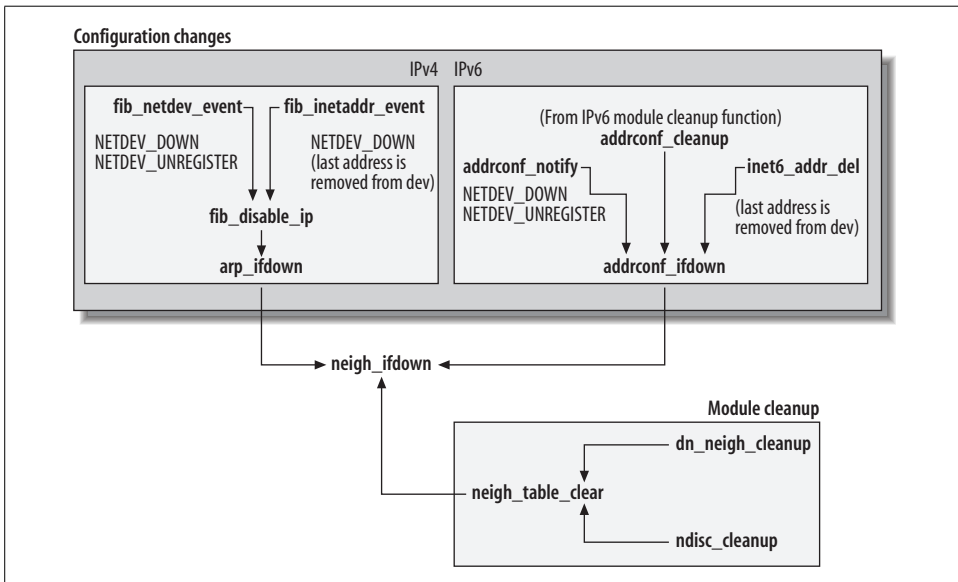 Configuration changes
IPv4 IPv6
fib_netdev_event
fib_inetaddr_event
NETDEV_DOWN
NETDEV_UNREGISTER
NETDEV_DOWN
(last address is
removed from dev)
fib_disable_ip
arp_ifdown
(From IPv6 module cleanup function)
addrconf_cleanup
addrconf_notify
inet6_addr_del
NETDEV_DOWN
NETDEV_UNREGISTER
(last address is
removed from dev)
addrconf_ifdown
neigh_ifdown
Module cleanup
dn_neigh_cleanup
neigh_table_clear
ndisc_cleanup